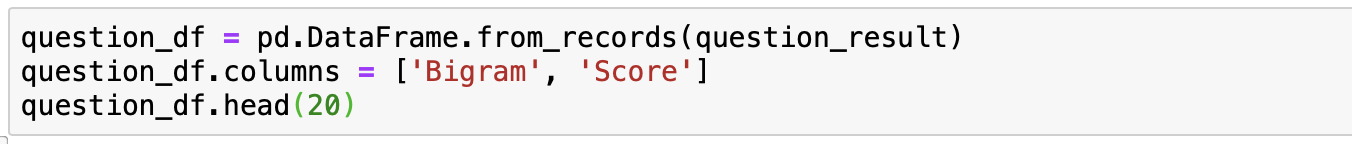 question_df = pd.DataFrame.from_records(question_result)
question_df.columns = ['Bigram', 'Score']
question_df.head(20)